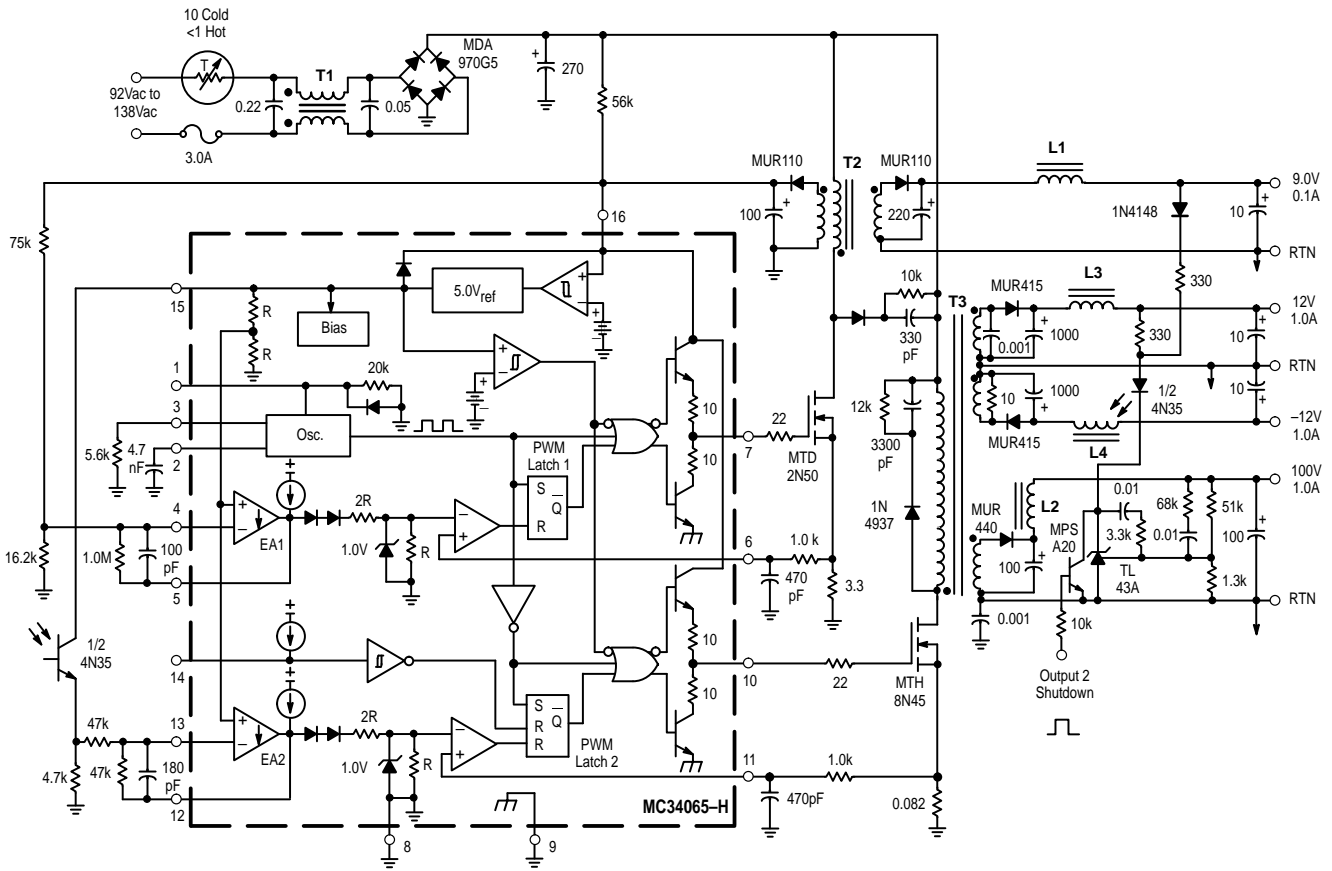 10 Cold
<1 Hot
T
92Vac to
138Vac
3.0A
0.22
T1
0.05
MDA
970G5
+
270
56k
MUR110
T2
MUR110
100
+
220
+
L1
9.0V
0.1A
1N4148
10
+
RTN
330
75k
16
15
R
R
Bias
5.0Vref
+
–
+
–
10k
330
pF
T3
MUR415
L3
0.001
+
1000
330
12V
1.0A
+
10
RTN
10
+
–12V
1.0A
10
+
1000
MUR415
L4
1/2
4N35
1
20k
3
5.6k
4.7
nF
2
Osc.
+
–
+
–
10
10
7
22
MTD
2N50
12k
3300
pF
1N
4937
PWM
Latch 1
S
Q
R
4
16.2k
1.0M
100
pF
5
+
+
–
EA1
2R
1.0V
R
–
+
6
1.0 k
470
pF
3.3
MUR
440
L2
+
100
0.001
MPS
A20
0.01
3.3k
68k
0.01
51k
TL
43A
1.3k
+
100
100V
1.0A
RTN
10k
Output 2
Shutdown
1/2
4N35
14
+
+
10
10
10
22
MTH
8N45
47k
13
4.7k
47k
180
pF
12
+
–
EA2
2R
1.0V
R
–
+
S
R
R
Q
PWM
Latch 2
11
1.0k
470pF
0.082
MC34065–H
8
9